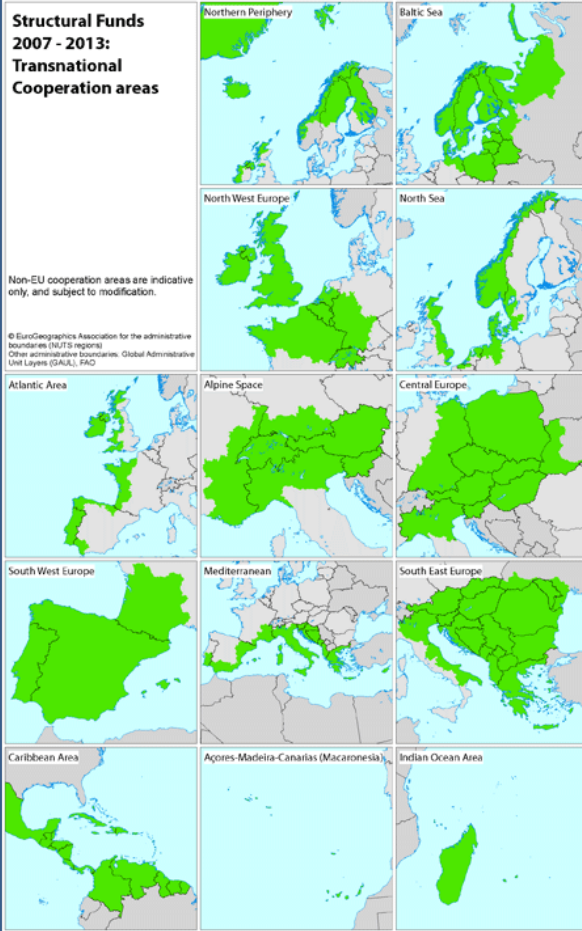 Structural Funds
2007 - 2013:
Transnational
Cooperation areas
Non-EU cooperation areas are indicative
only, and subject to modification.
© EuroGeographics Association for the administrative
boundaries (NUTS regions)
Other administrative boundaries: Global Administrative
Unit Layers (GAUL), FAO
Northern Periphery
Baltic Sea
North West Europe
North Sea
Atlantic Area
Alpine Space
Central Europe
South West Europe
Mediterranean
South East Europe
Caribbean Area
Açores-Madeira-Canarias (Macaronesia)
Indian Ocean Area